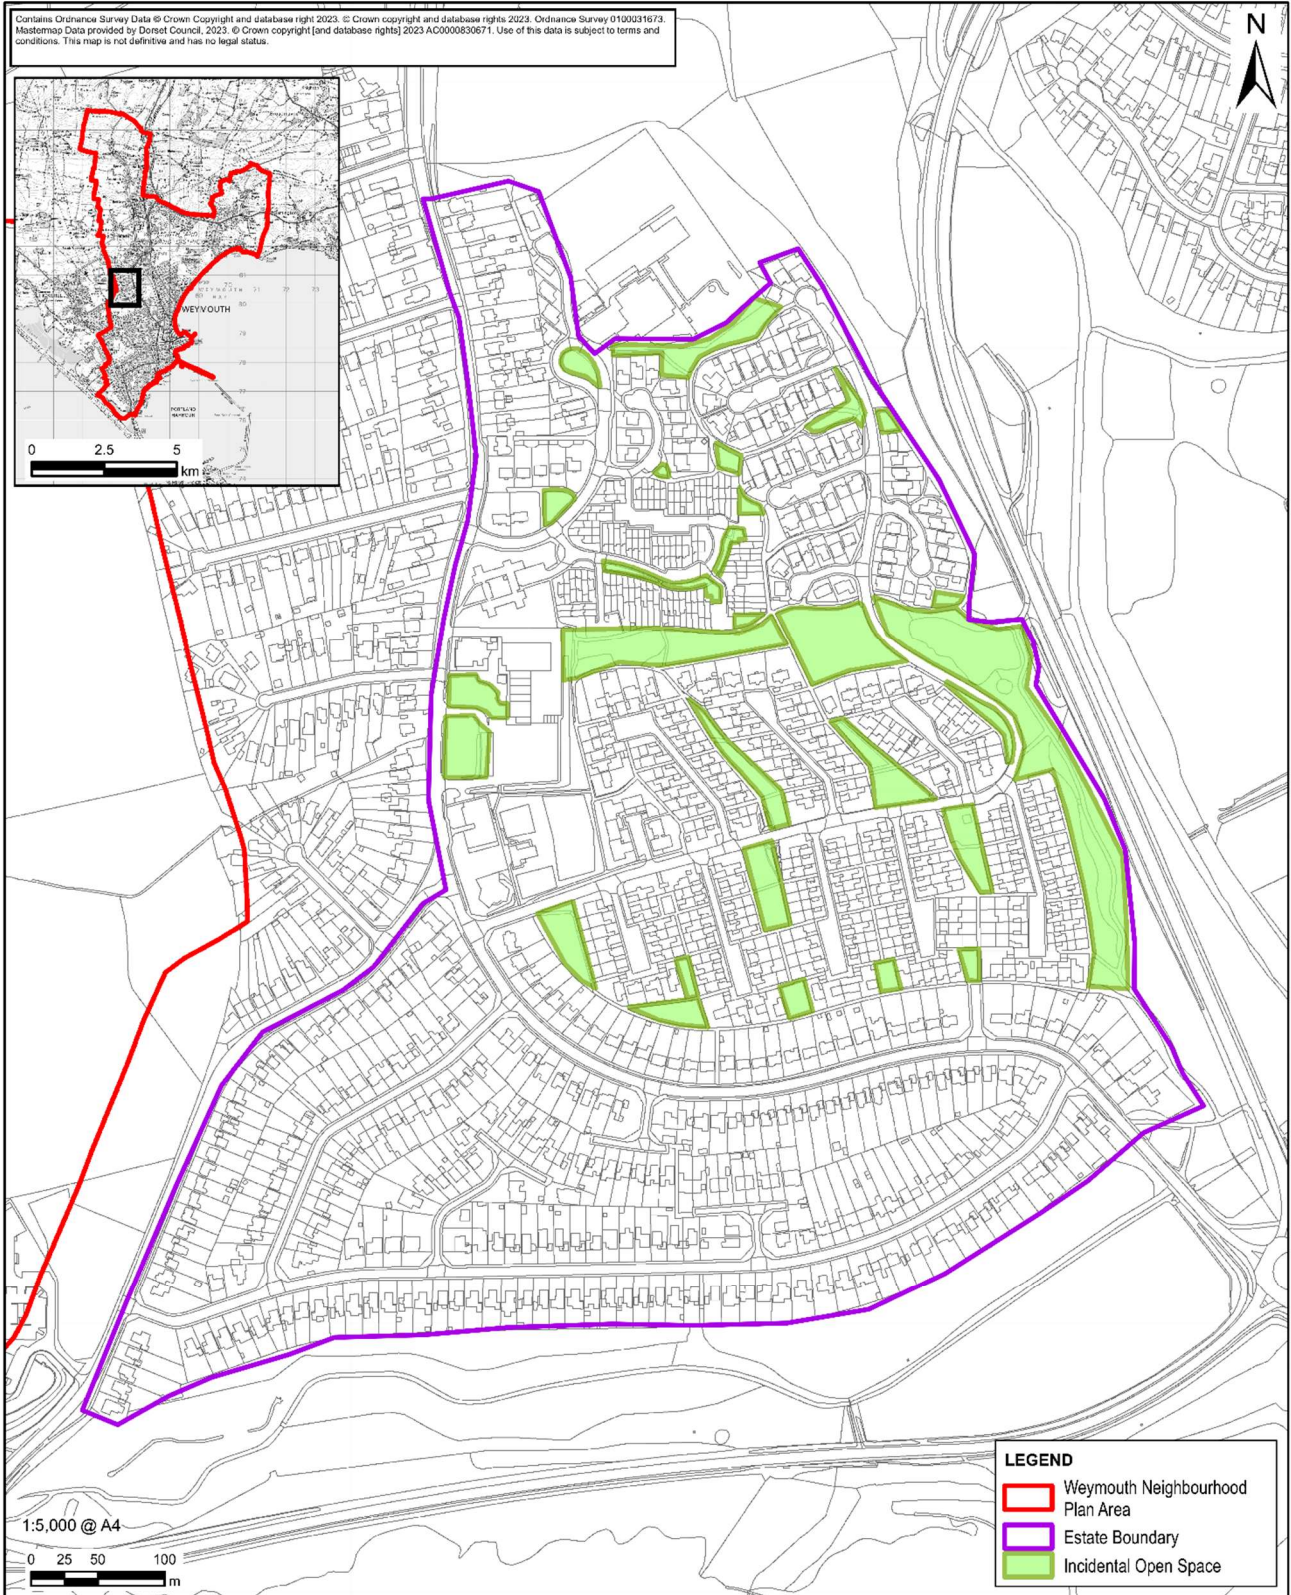 Contains Ordnance Survey Data © Crown Copyright and database right 2023. © Crown copyright and database rights 2023. Ordnance Survey 0100031673.
Mastermap Data provided by Dorset Council, 2023. © Crown copyright [and database rights] 2023 AC0000830671. Use of this data is subject to terms and
conditions. This map is not definitive and has no legal status.
N
WEYMOUTH
PORTLAND
HARBOUR
0 2.5 5
km
LEGEND
Weymouth Neighbourhood
Plan Area
Estate Boundary
Incidental Open Space
1:5,000 @ A4
0 25 50 100
m